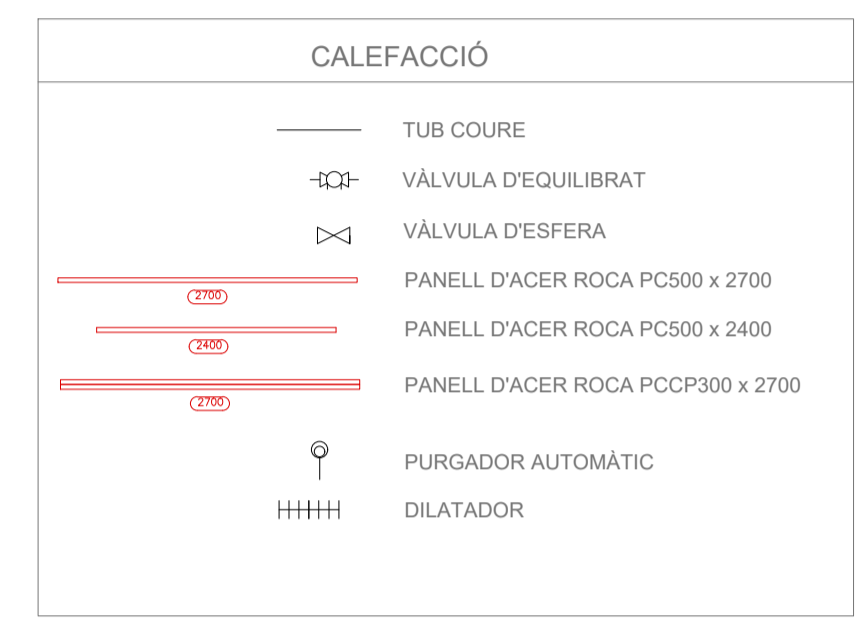 CALEFACCIÓ
TUB COURE
VÀLVULA D'EQUILIBRAT
VÀLVULA D'ESFERA
PANELL D'ACER ROCA PC500 x 2700
2700
PANELL D'ACER ROCA PC500 x 2400
2400
PANELL D'ACER ROCA PCCP300 x 2700
2700
PURGADOR AUTOMÀTIC
DILATADOR